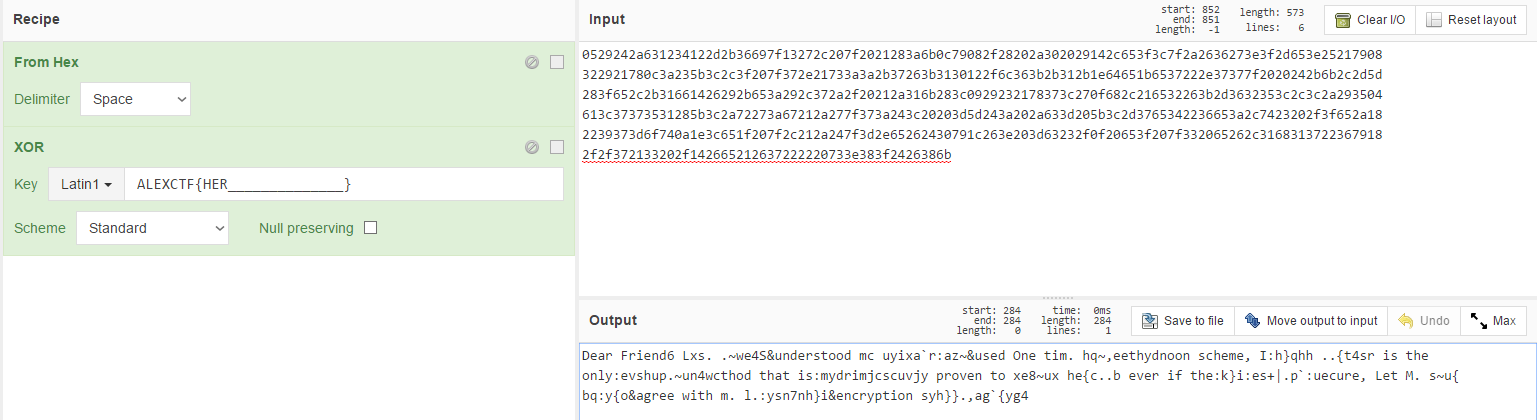 Recipe
From Hex
Delimiter Space
XOR
Key Latin1 ALEXCTF{HER______________}
Scheme Standard Null preserving
Input
start: 852
end: 851
length: -1
length: 573
lines: 6
Clear I/O
Reset layout
0529242a631234122d2b36697f13272c207f2021283a6b0c79082f28202a302029142c653f3c7f2a2636273e3f2d653e25217908
322921780c3a235b3c2c3f207f372e21733a3a2b37263b3130122f6c363b2b312b1e64651b6537222e37377f2020242b6b2c2d5d
283f652c2b31661426292b653a292c372a2f20212a316b283c0929232178373c270f682c216532263b2d3632353c2c3c2a293504
613c37373531285b3c2a72273a67212a277f373a243c20203d5d243a202a633d205b3c2d3765342236653a2c7423202f3f652a18
2239373d6f740a1e3c651f207f2c212a247f3d2e65262430791c263e203d63232f0f20653f207f332065262c3168313722367918
2f2f372133202f142665212637222220733e383f2426386b
Output
start: 284
end: 284
length: 0
time: 0ms
length: 284
lines: 1
Save to file
Move output to input
Undo
Max
Dear Friend6 Lxs. .~we4S&understood mc uyixa`r:az~&used One tim. hq~,eethydnoon scheme, I:h}qhh ..{t4sr is the
only:evshup.~un4wcthod that is:mydrimjcscuvjy proven to xe8~ux he{c..b ever if the:k}i:es+|.p`:uecure, Let M. s~u{
bq:y{o&agree with m. l.:ysn7nh}i&encryption syh}}.,ag`{yg4